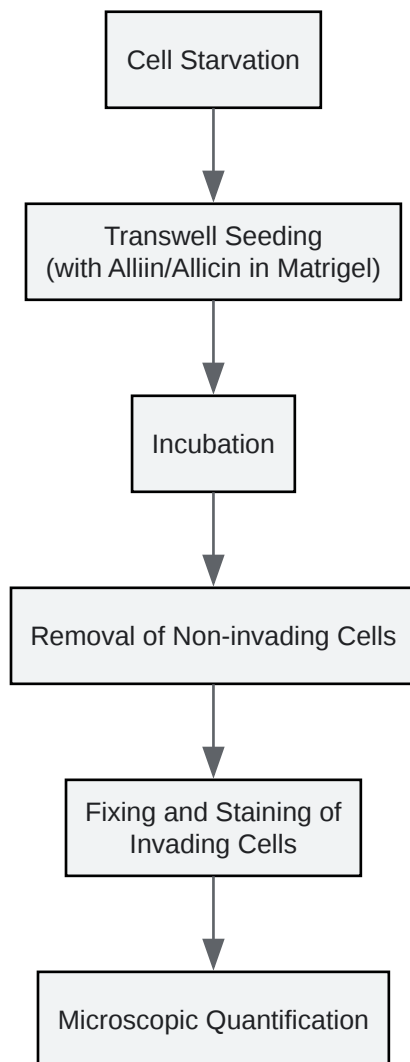 Cell Starvation
Transwell Seeding
(with Alliin/Allicin in Matrigel)
Incubation
Removal of Non-invading Cells
Fixing and Staining of
Invading Cells
Microscopic Quantification